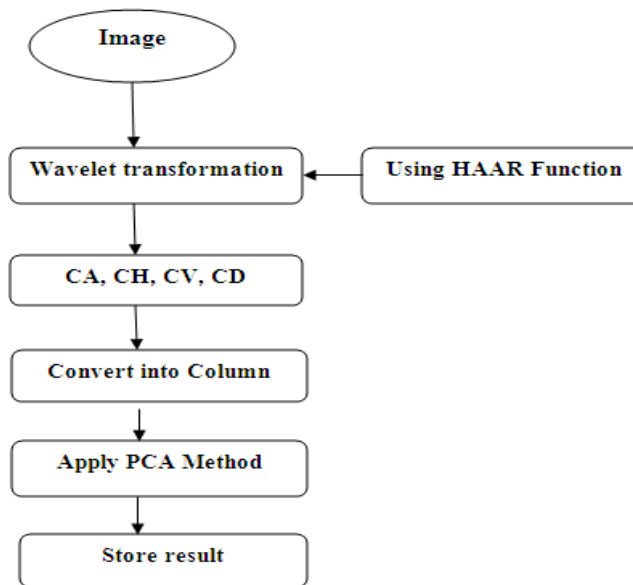 Image
Wavelet transformation
Using HAAR Function
CA, CH, CV, CD
Convert into Column
Apply PCA Method
Store result